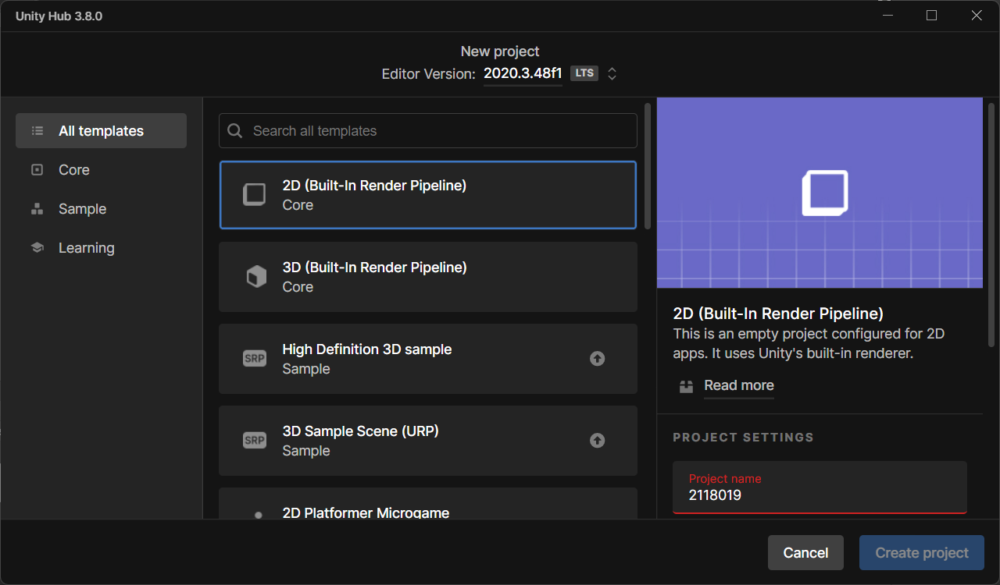 Unity Hub 3.8.0
New project
Editor Version: 2020.3.48f1 LTS
All templates
Core
Sample
Learning
Search all templates
2D (Built-In Render Pipeline)
Core
3D (Built-In Render Pipeline)
Core
SRP
High Definition 3D sample
Sample
SRP
3D Sample Scene (URP)
Sample
2D Platformer Microgame
2D (Built-In Render Pipeline)
This is an empty project configured for 2D
apps. It uses Unity's built-in renderer.
Read more
PROJECT SETTINGS
Project name
2118019
Cancel
Create project